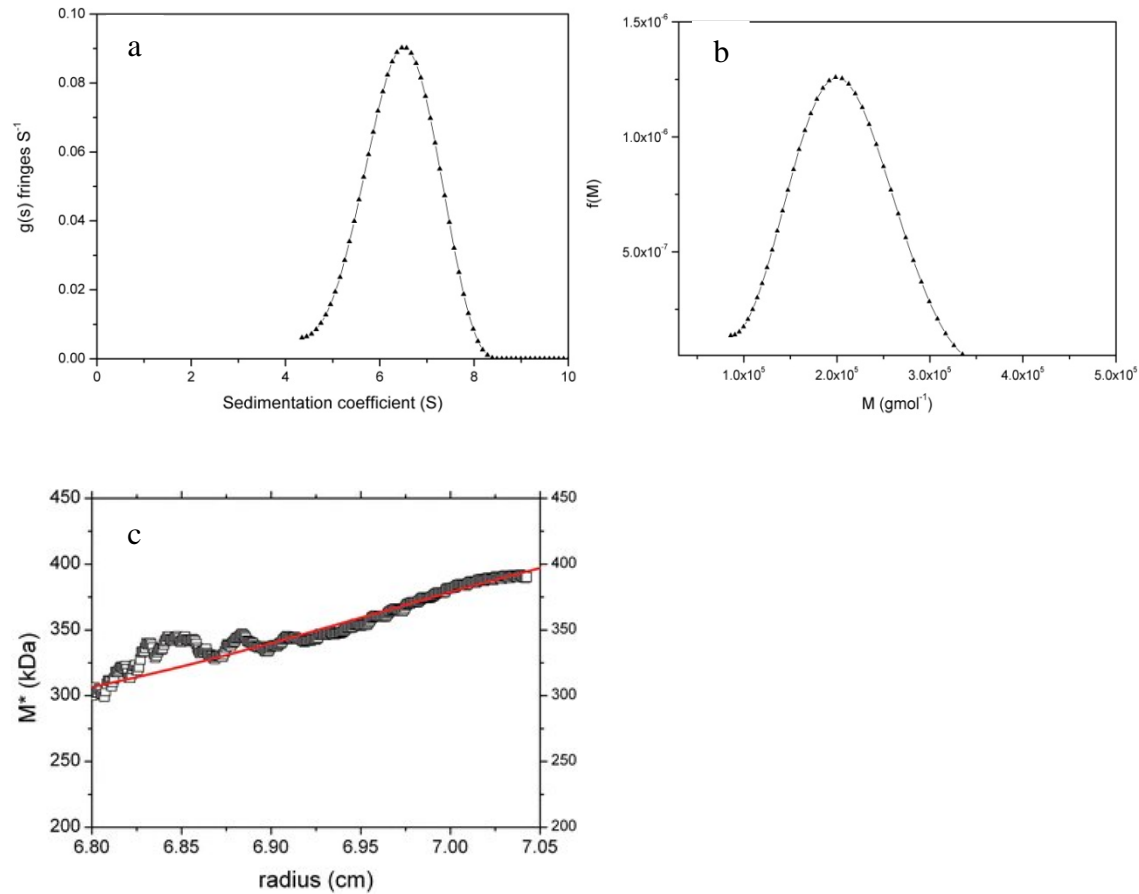 a
0.10
0.08
0.06
0.04
0.02
0.00
g(s) fringes S⁻¹
0 2 4 6 8 10
Sedimentation coefficient (S)
b
1.5x10⁻⁶
1.0x10⁻⁶
5.0x10⁻⁷
f(M)
1.0x10⁵ 2.0x10⁵ 3.0x10⁵ 4.0x10⁵ 5.0x10⁵
M (gmol⁻¹)
c
450 450
400 400
350 350
300 300
250 250
200 200
M* (kDa)
6.80 6.85 6.90 6.95 7.00 7.05
radius (cm)